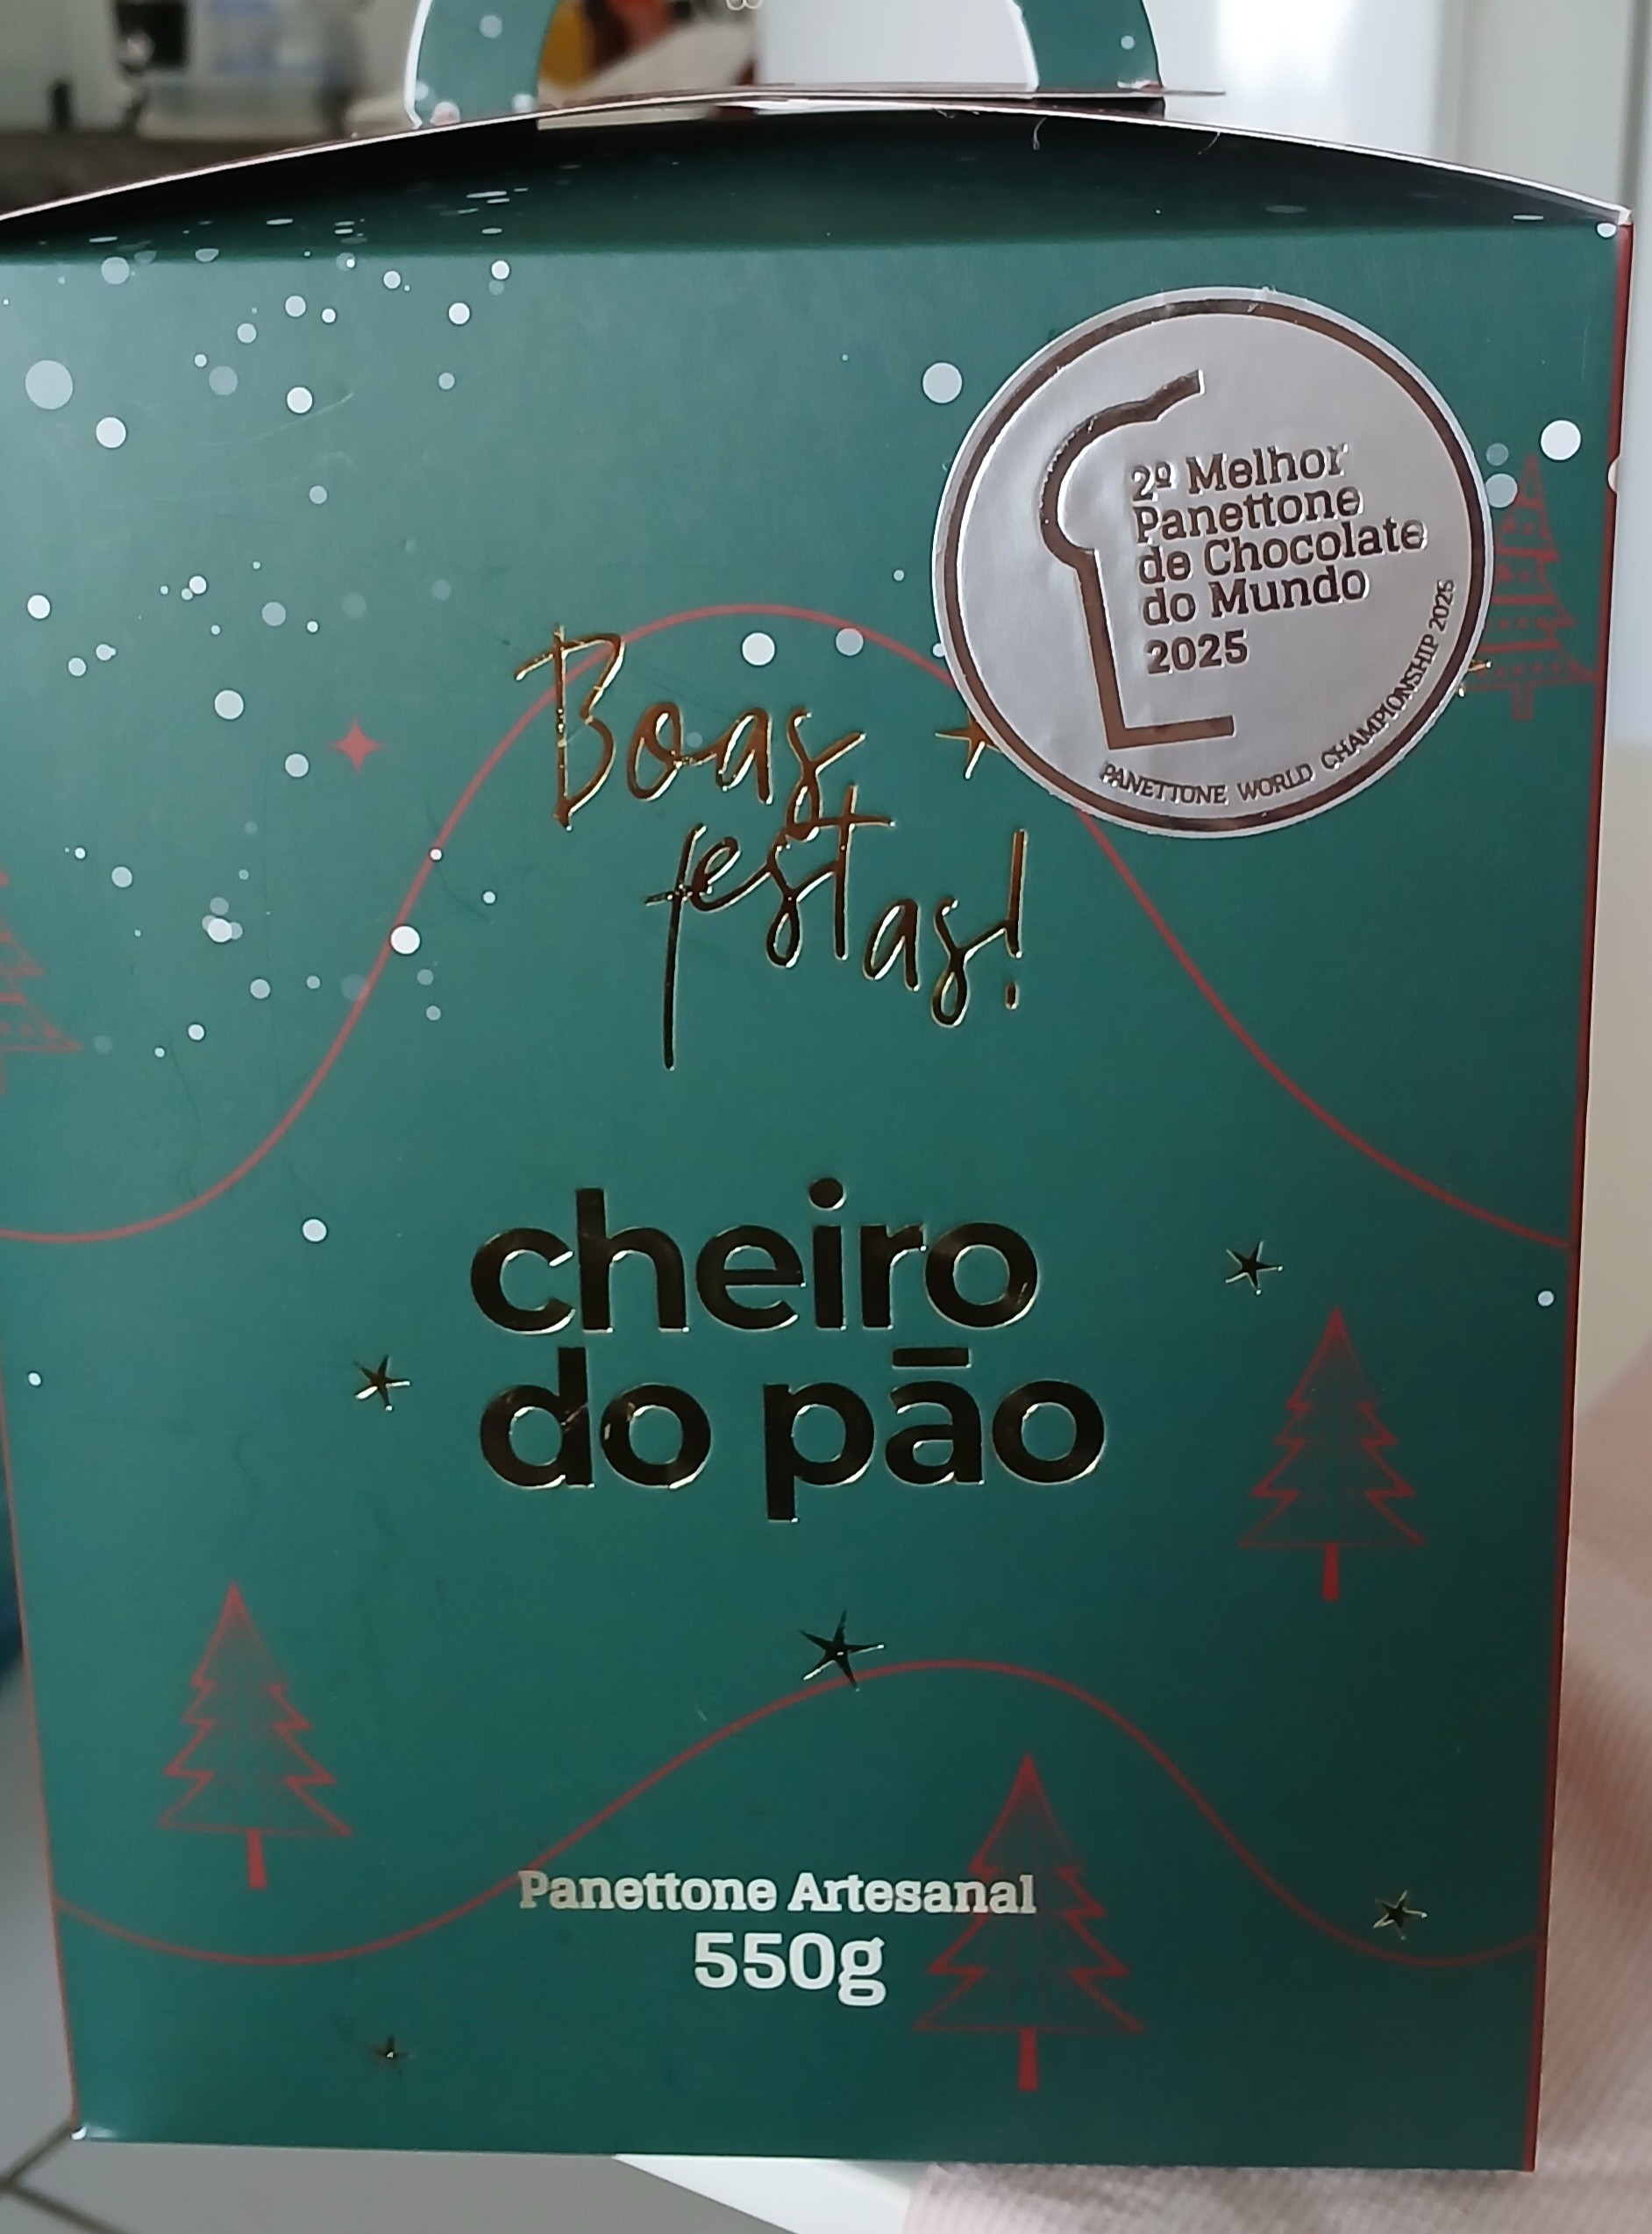 2º Melhor
Panettone
de Chocolate
do Mundo
2025
PANETTONE WORLD CHAMPIONSHIP 2025
Boas
festas!
cheiro
do pão
Panettone Artesanal
550g